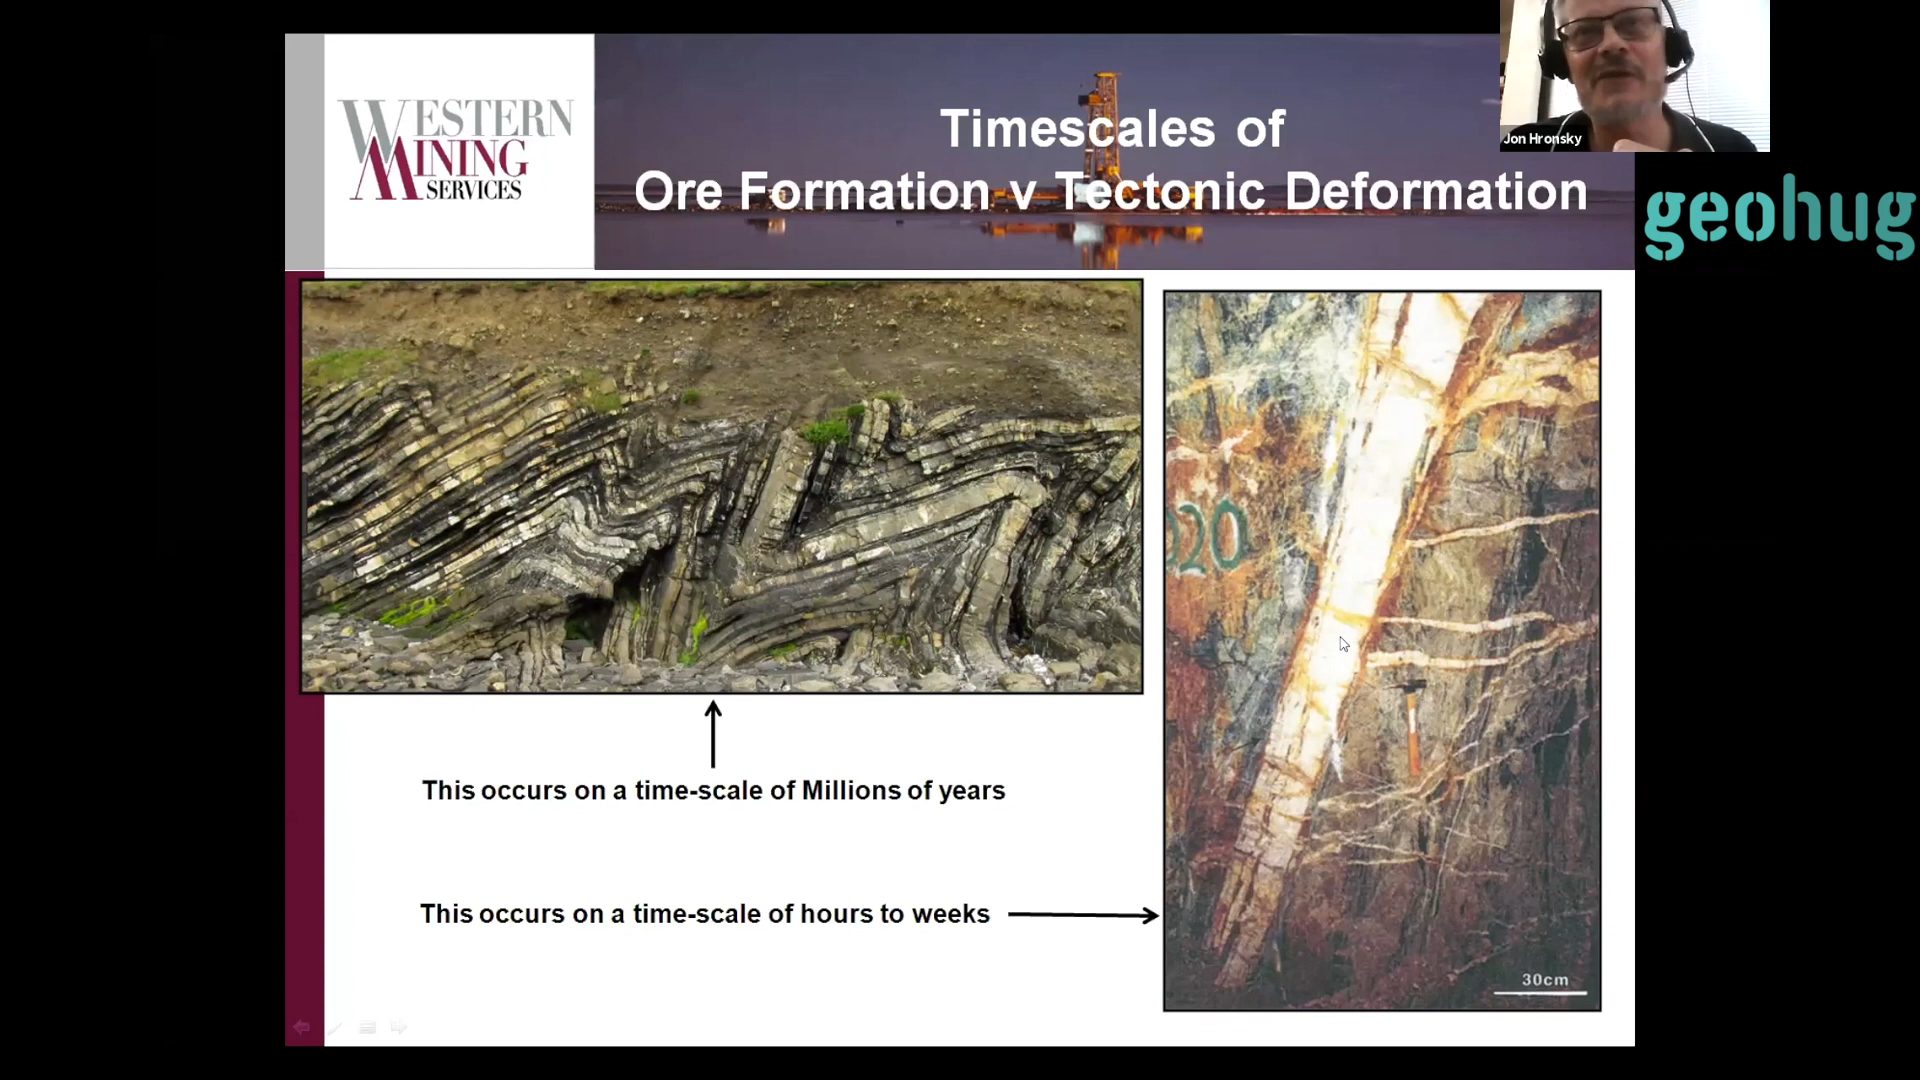 WESTERN
MINING
SERVICES
Timescales of
Ore Formation v Tectonic Deformation
Jon Hronsky
geohug
020
This occurs on a time-scale of Millions of years
This occurs on a time-scale of hours to weeks
30cm